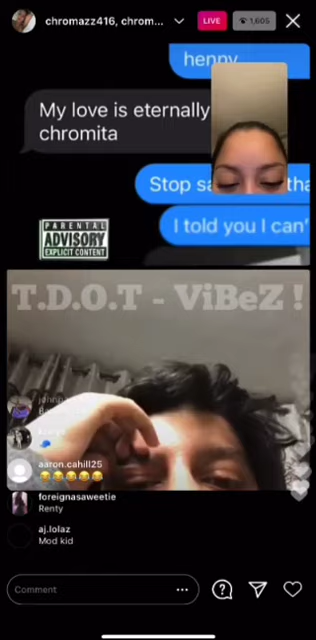 chromazz416, chrom...
LIVE
1,605
henny
My love is eternally
chromita
Stop sa
tha
I told you I can'
PARENTAL
ADVISORY
EXPLICIT CONTENT
T.D.O.T - ViBeZ !
aaron.cahill25
😂😂😂😂😂
foreignasaweetie
Renty
aj.lolaz
Mod kid
Comment